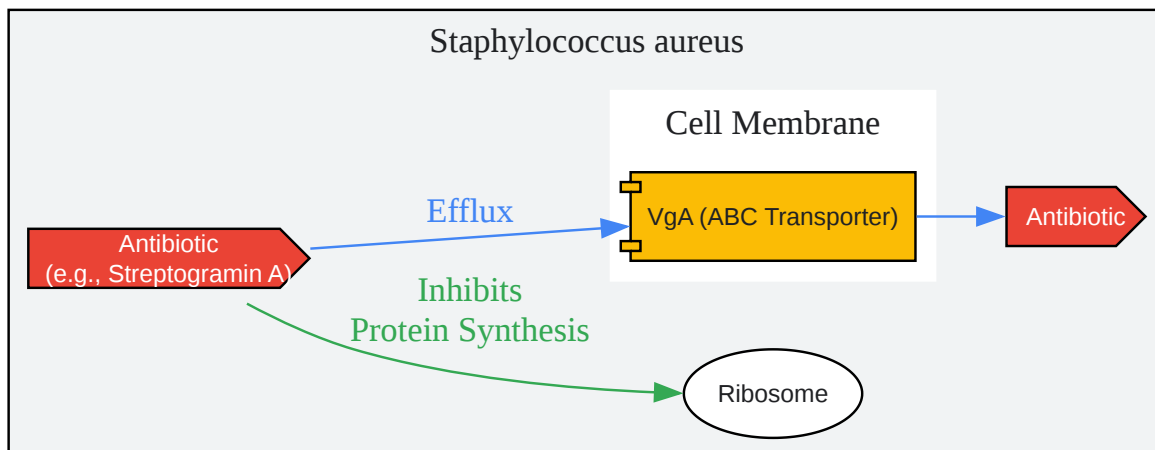 Staphylococcus aureus
Cell Membrane
Efflux
VgA (ABC Transporter)
Antibiotic
Antibiotic
(e.g., Streptogramin A)
Inhibits
Protein Synthesis
Ribosome